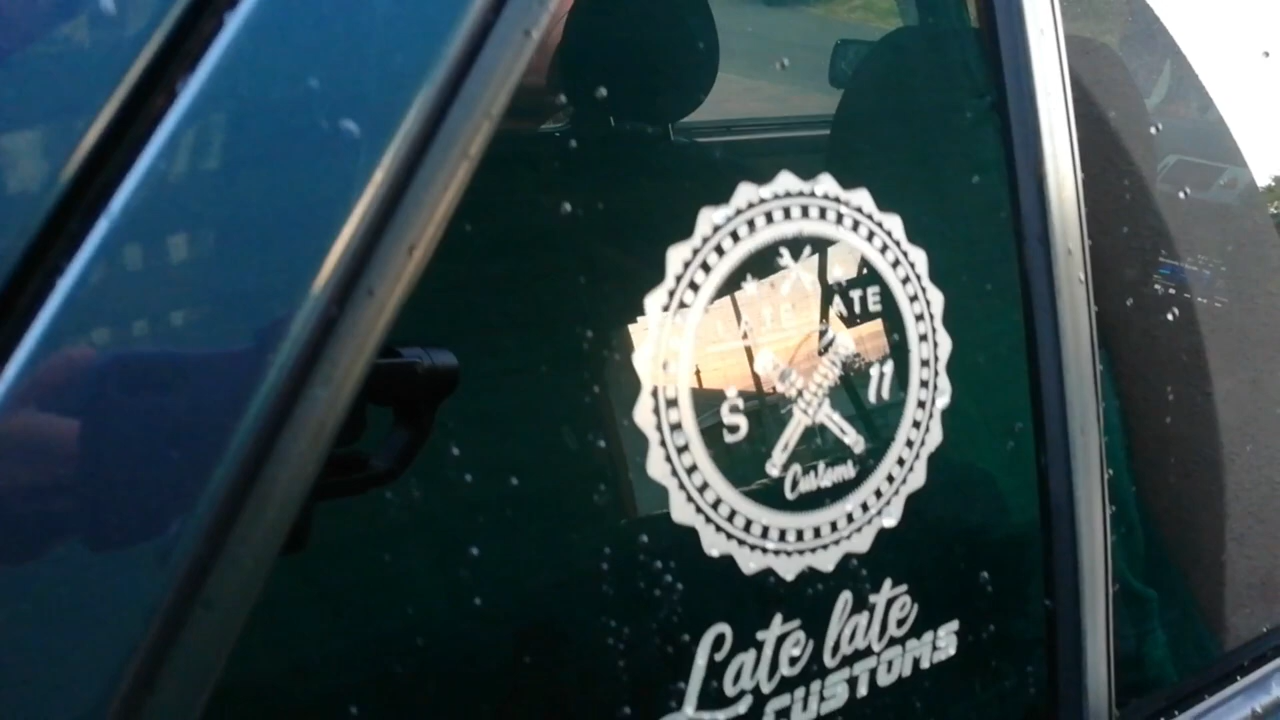 LATE LATE
S 11
Customs
Late late
CUSTOMS